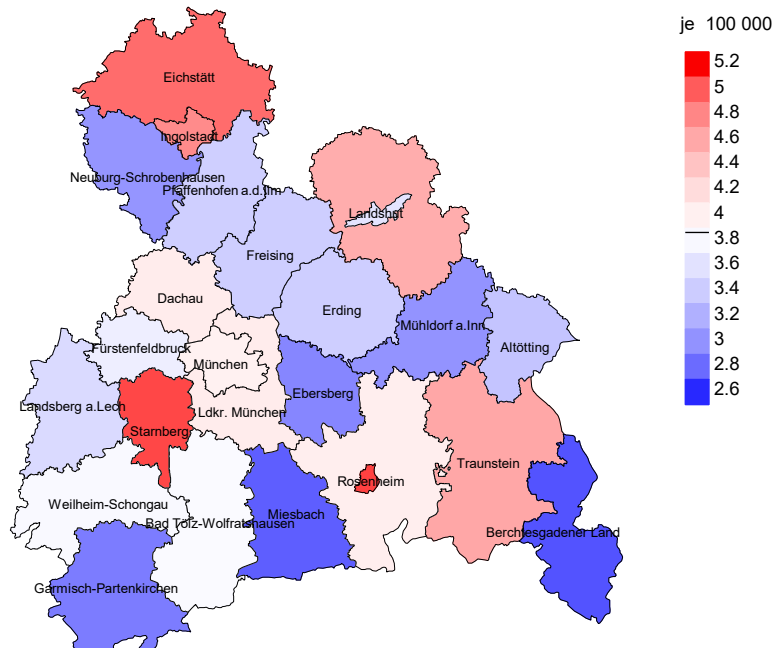 je 100 000
5.2
5
4.8
4.6
4.4
4.2
4
3.8
3.6
3.4
3.2
3
2.8
2.6
Eichstätt
Ingolstadt
Neuburg-Schrobenhausen
Pfaffenhofen a.d.Ilm
Landshut
Freising
Dachau
Erding
Mühldorf a.Inn
Altötting
Fürstenfeldbruck
München
Ebersberg
Landsberg a.Lech
Ldkr. München
Starnberg
Traunstein
Rosenheim
Weilheim-Schongau
Miesbach
Bad Tölz-Wolfratshausen
Berchtesgadener Land
Garmisch-Partenkirchen